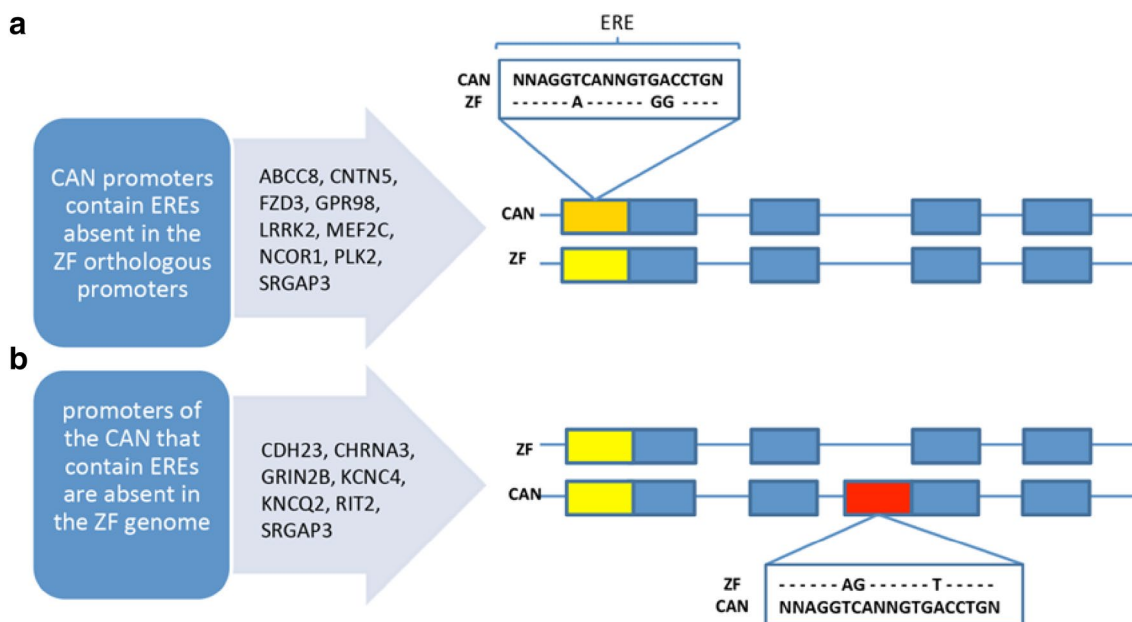 a
ERE
CAN NNAGGTCANNGTGACCTGN
ZF ------A------GG----
CAN promoters
contain EREs
absent in the
ZF orthologous
promoters
ABCC8, CNTN5,
FZD3, GPR98,
LRRK2, MEF2C,
NCOR1, PLK2,
SRGAP3
CAN
ZF
b
promoters of
the CAN that
contain EREs
are absent in
the ZF genome
CDH23, CHRNA3,
GRIN2B, KCNC4,
KNCQ2, RIT2,
SRGAP3
ZF
CAN
ZF ------AG------T-----
CAN NNAGGTCANNGTGACCTGN